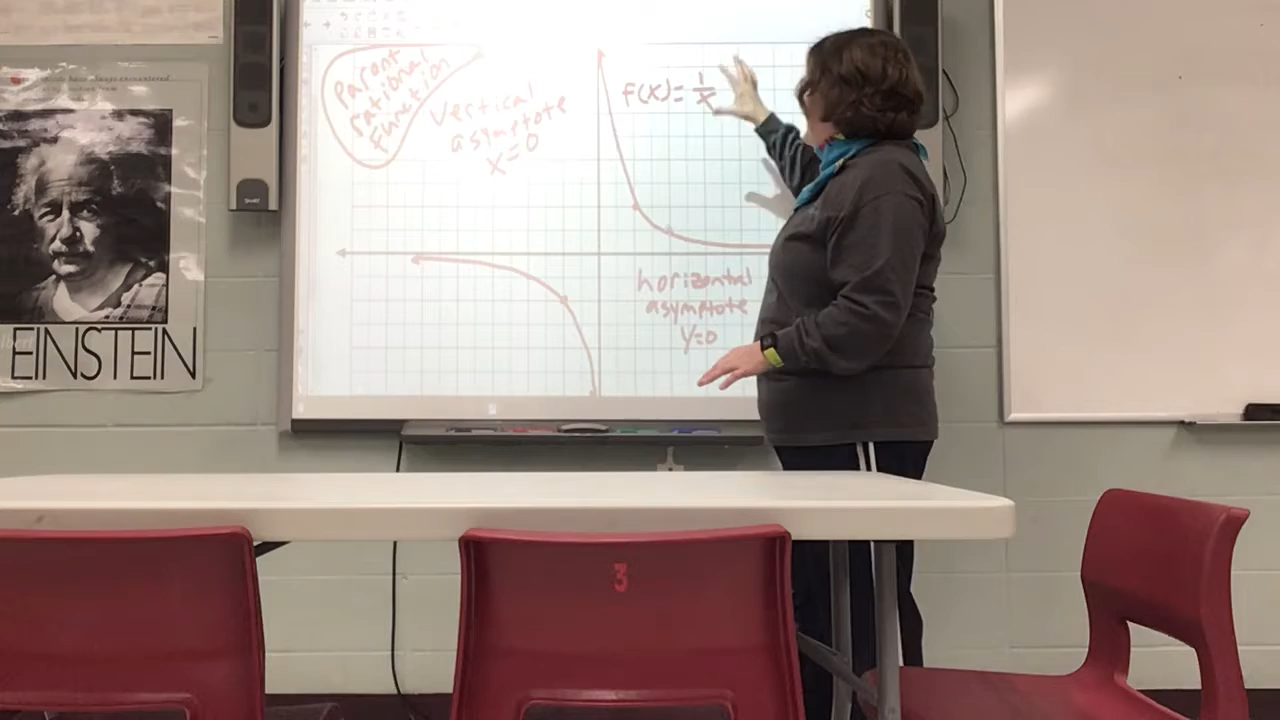 Parent
rational
function
Vertical
asymptote
x=0
f(x)= 1/x
horizontal
asymptote
y=0
EINSTEIN
3